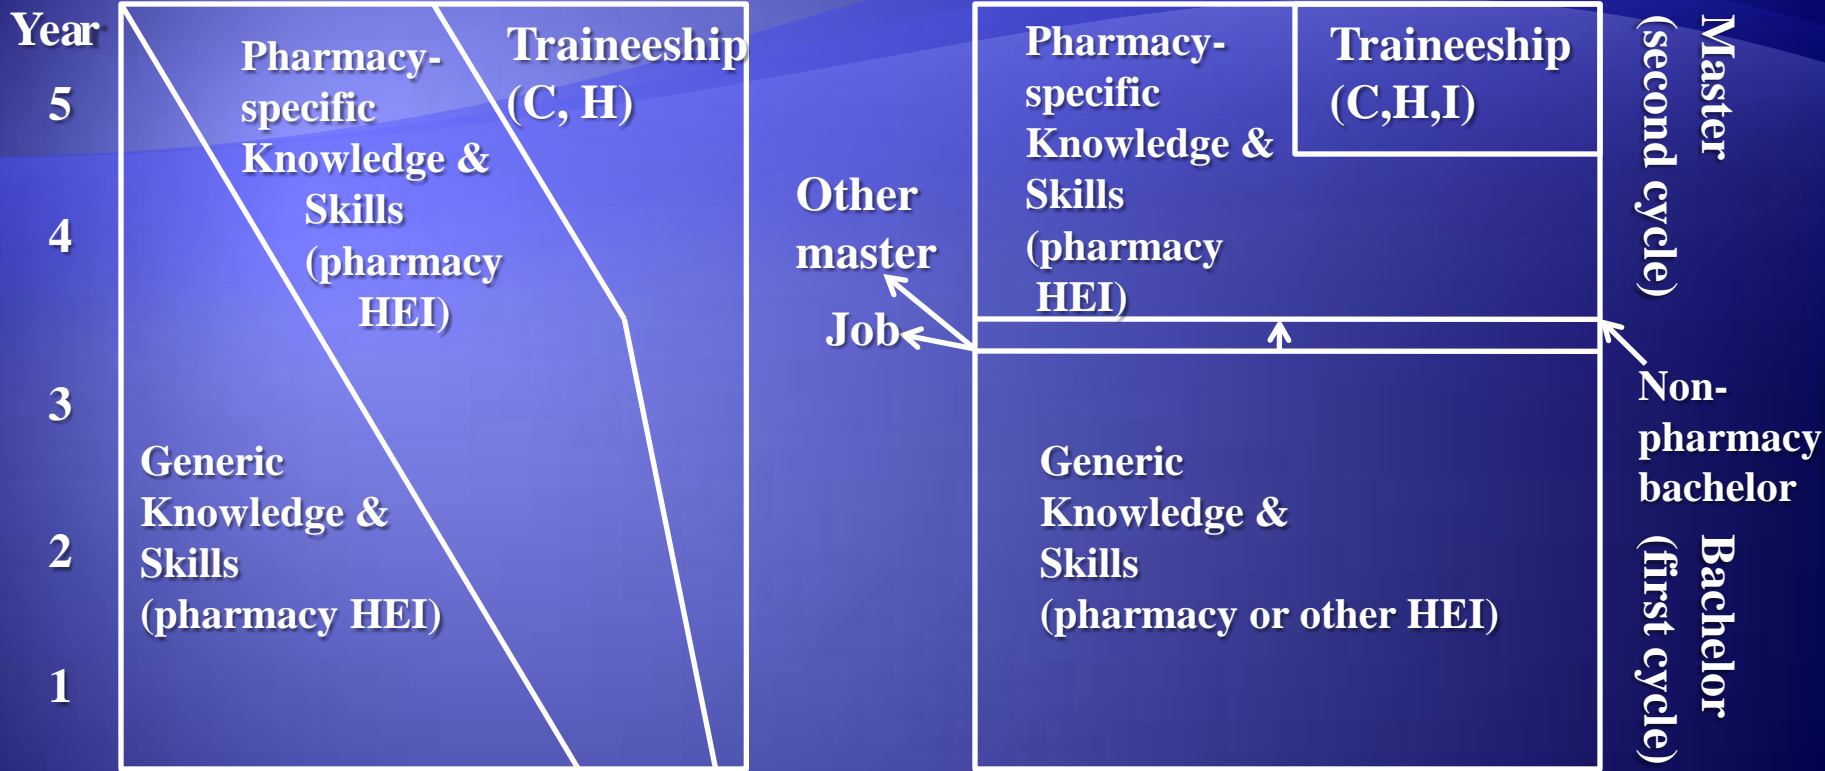 Year
5
4
3
2
1
Pharmacy-
specific
Knowledge &
Skills
(pharmacy
HEI)
Traineeship
(C, H)
Generic
Knowledge &
Skills
(pharmacy HEI)
Other
master
Job
Pharmacy-
specific
Knowledge &
Skills
(pharmacy
HEI)
Traineeship
(C,H,I)
Generic
Knowledge &
Skills
(pharmacy or other HEI)
Master
(second cycle)
Non-
pharmacy
bachelor
Bachelor
(first cycle)